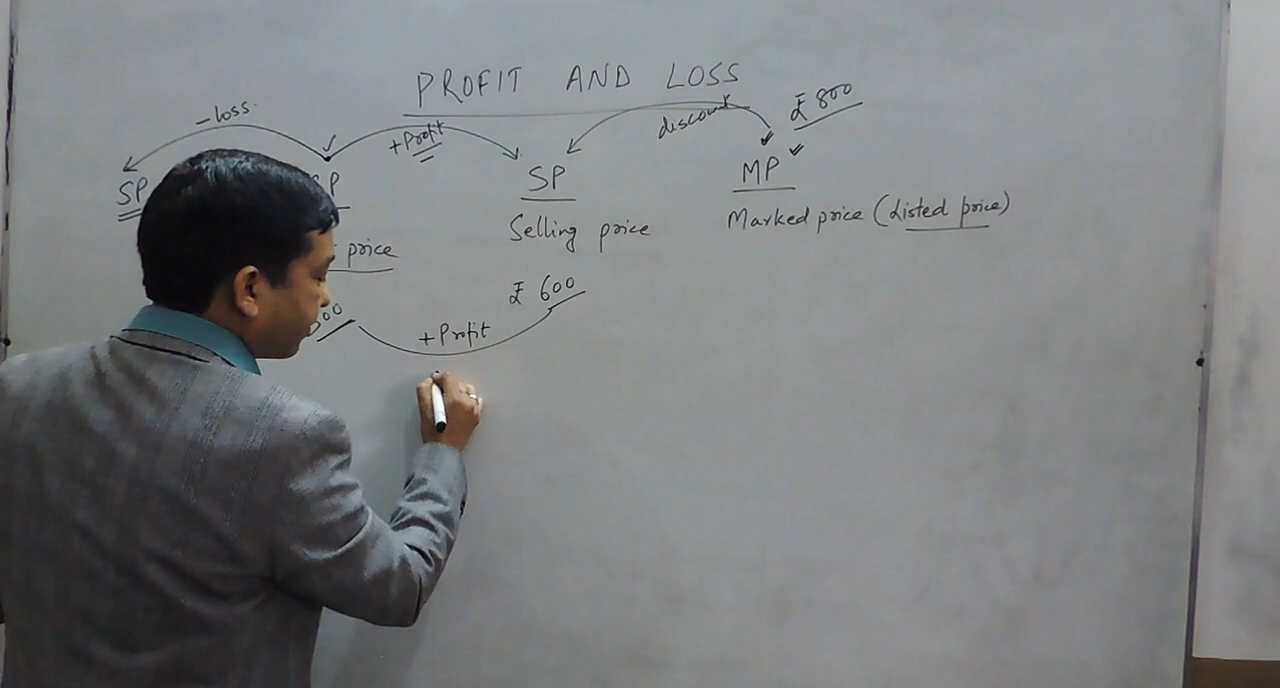 PROFIT AND LOSS
- loss
+ Profit
discount
₹ 800
SP
P
SP
MP
price
Selling price
Marked price (Listed price)
00
+ Profit
₹ 600